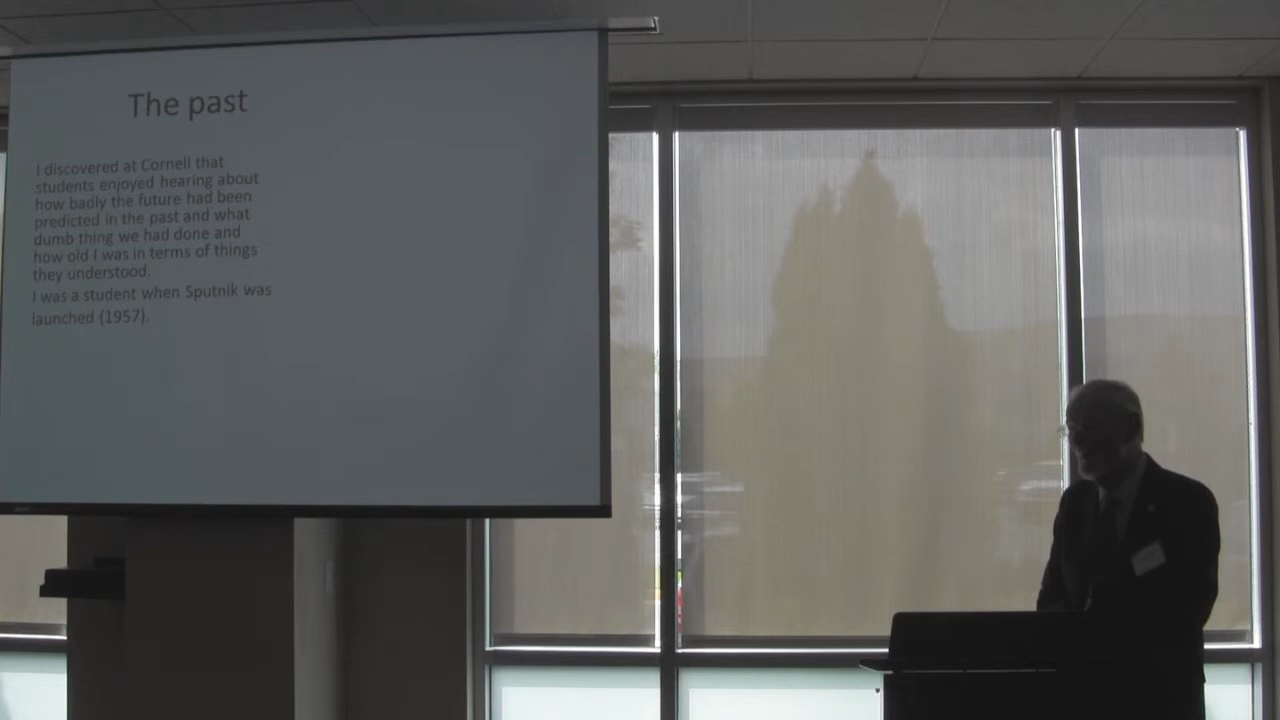 The past
I discovered at Cornell that
students enjoyed hearing about
how badly the future had been
predicted in the past and what
dumb thing we had done and
how old I was in terms of things
they understood.
I was a student when Sputnik was
launched (1957).